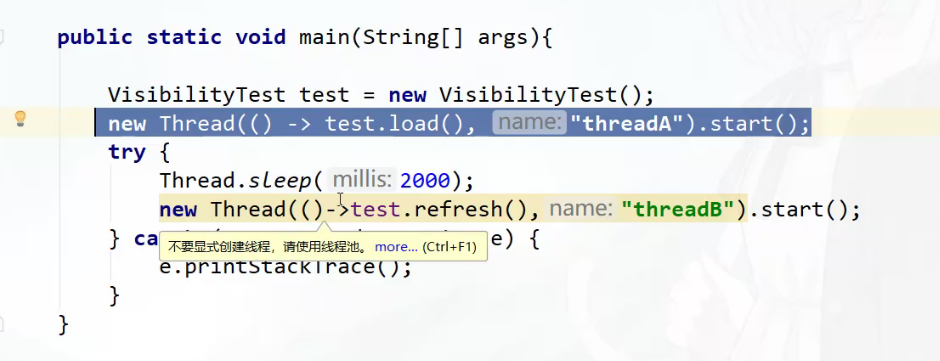 public static void main(String[] args){
VisibilityTest test = new VisibilityTest();
new Thread(() -> test.load(), name: "threadA").start();
try {
Thread.sleep( millis: 2000);
new Thread(()->test.refresh(), name: "threadB").start();
} ca e) {
不要显式创建线程，请使用线程池。 more... (Ctrl+F1)
e.printStackTrace();
}
}